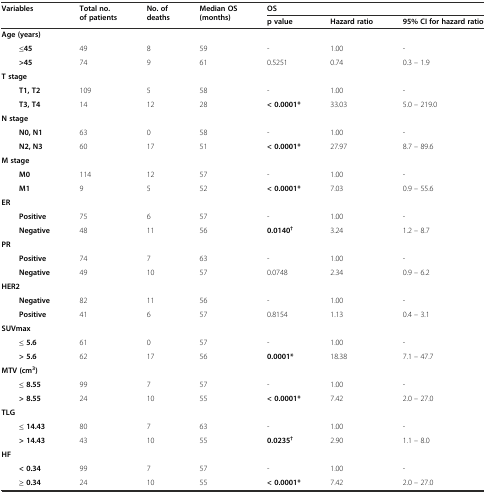 Variables Total no. of patients No. of deaths Median OS (months) OS
p value Hazard ratio 95% CI for hazard ratio
Age (years)
≤45 49 8 59 - 1.00 -
>45 74 9 61 0.5251 0.74 0.3 – 1.9
T stage
T1, T2 109 5 58 - 1.00 -
T3, T4 14 12 28 < 0.0001* 33.03 5.0 – 219.0
N stage
N0, N1 63 0 58 - 1.00 -
N2, N3 60 17 51 < 0.0001* 27.97 8.7 – 89.6
M stage
M0 114 12 57 - 1.00 -
M1 9 5 52 < 0.0001* 7.03 0.9 – 55.6
ER
Positive 75 6 57 - 1.00 -
Negative 48 11 56 0.0140† 3.24 1.2 – 8.7
PR
Positive 74 7 63 - 1.00 -
Negative 49 10 57 0.0748 2.34 0.9 – 6.2
HER2
Negative 82 11 56 - 1.00 -
Positive 41 6 57 0.8154 1.13 0.4 – 3.1
SUVmax
≤ 5.6 61 0 57 - 1.00 -
> 5.6 62 17 56 0.0001* 18.38 7.1 – 47.7
MTV (cm³)
≤ 8.55 99 7 57 - 1.00 -
> 8.55 24 10 55 < 0.0001* 7.42 2.0 – 27.0
TLG
≤ 14.43 80 7 63 - 1.00 -
> 14.43 43 10 55 0.0235† 2.90 1.1 – 8.0
HF
< 0.34 99 7 57 - 1.00 -
≥ 0.34 24 10 55 < 0.0001* 7.42 2.0 – 27.0